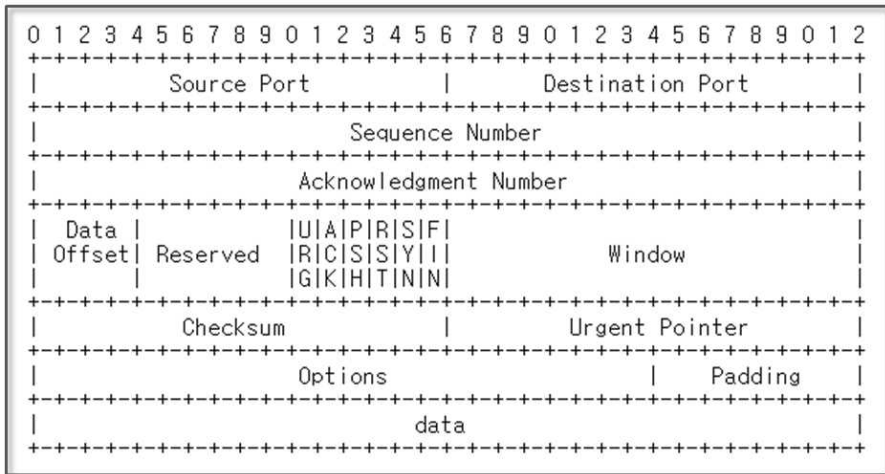 0 1 2 3 4 5 6 7 8 9 0 1 2 3 4 5 6 7 8 9 0 1 2 3 4 5 6 7 8 9 0 1 2
+-+-+-+-+-+-+-+-+-+-+-+-+-+-+-+-+-+-+-+-+-+-+-+-+-+-+-+-+-+-+-+-+
|          Source Port          |       Destination Port        |
+-+-+-+-+-+-+-+-+-+-+-+-+-+-+-+-+-+-+-+-+-+-+-+-+-+-+-+-+-+-+-+-+
|                        Sequence Number                        |
+-+-+-+-+-+-+-+-+-+-+-+-+-+-+-+-+-+-+-+-+-+-+-+-+-+-+-+-+-+-+-+-+
|                    Acknowledgment Number                      |
+-+-+-+-+-+-+-+-+-+-+-+-+-+-+-+-+-+-+-+-+-+-+-+-+-+-+-+-+-+-+-+-+
|  Data |           |U|A|P|R|S|F|                               |
| Offset| Reserved  |R|C|S|S|Y|I|            Window             |
|       |           |G|K|H|T|N|N|                               |
+-+-+-+-+-+-+-+-+-+-+-+-+-+-+-+-+-+-+-+-+-+-+-+-+-+-+-+-+-+-+-+-+
|           Checksum            |         Urgent Pointer        |
+-+-+-+-+-+-+-+-+-+-+-+-+-+-+-+-+-+-+-+-+-+-+-+-+-+-+-+-+-+-+-+-+
|                    Options                    |    Padding    |
+-+-+-+-+-+-+-+-+-+-+-+-+-+-+-+-+-+-+-+-+-+-+-+-+-+-+-+-+-+-+-+-+
|                             data                              |
+-+-+-+-+-+-+-+-+-+-+-+-+-+-+-+-+-+-+-+-+-+-+-+-+-+-+-+-+-+-+-+-+